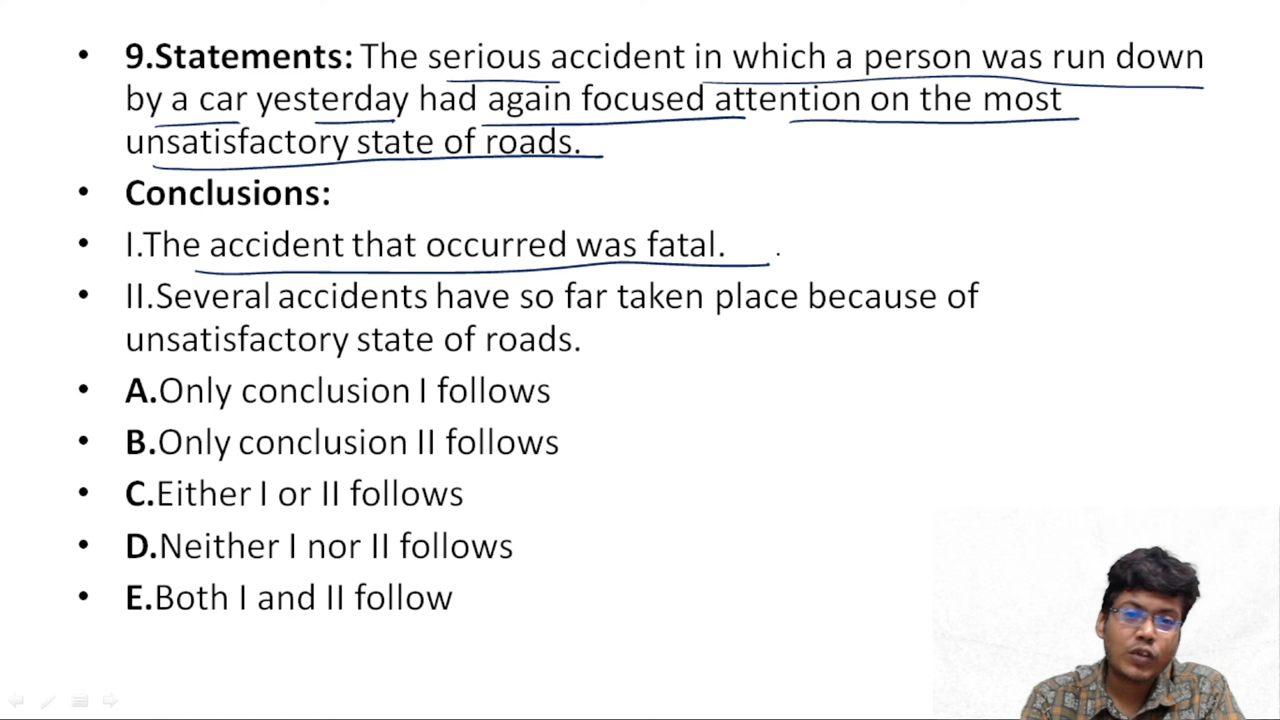 • 9.Statements: The serious accident in which a person was run down
by a car yesterday had again focused attention on the most
unsatisfactory state of roads.
• Conclusions:
• I.The accident that occurred was fatal.
• II.Several accidents have so far taken place because of
unsatisfactory state of roads.
• A.Only conclusion I follows
• B.Only conclusion II follows
• C.Either I or II follows
• D.Neither I nor II follows
• E.Both I and II follow